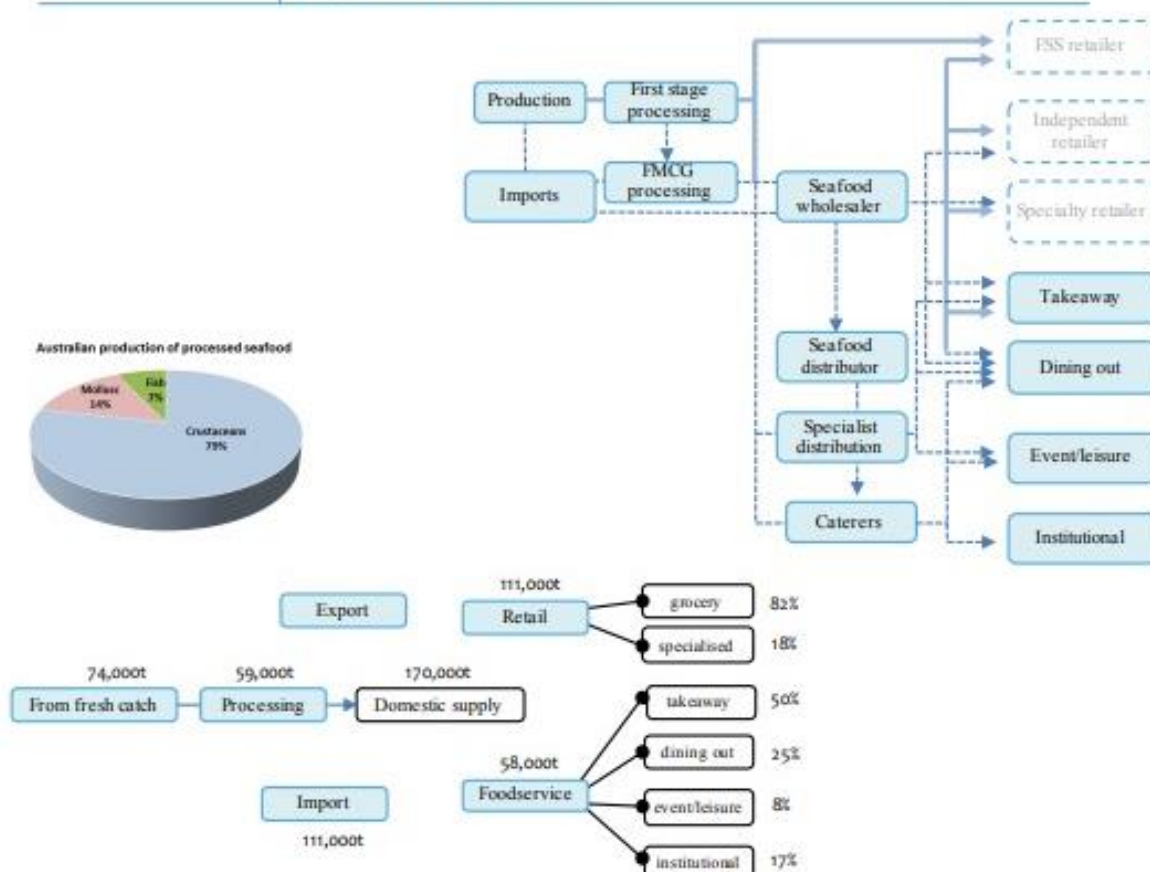 FSS retailer
Production
First stage
processing
Independent
retailer
Imports
FMCG
processing
Seafood
wholesaler
Specialty retailer
Takeaway
Australian production of processed seafood
Molluscs
14%
Fish
7%
Crustaceans
79%
Seafood
distributor
Dining out
Specialist
distribution
Event/leisure
Caterers
Institutional
Export
111,000t
Retail
grocery
82%
specialised
18%
74,000t
From fresh catch
59,000t
Processing
170,000t
Domestic supply
takeaway
50%
dining out
25%
58,000t
Foodservice
event/leisure
8%
institutional
17%
Import
111,000t